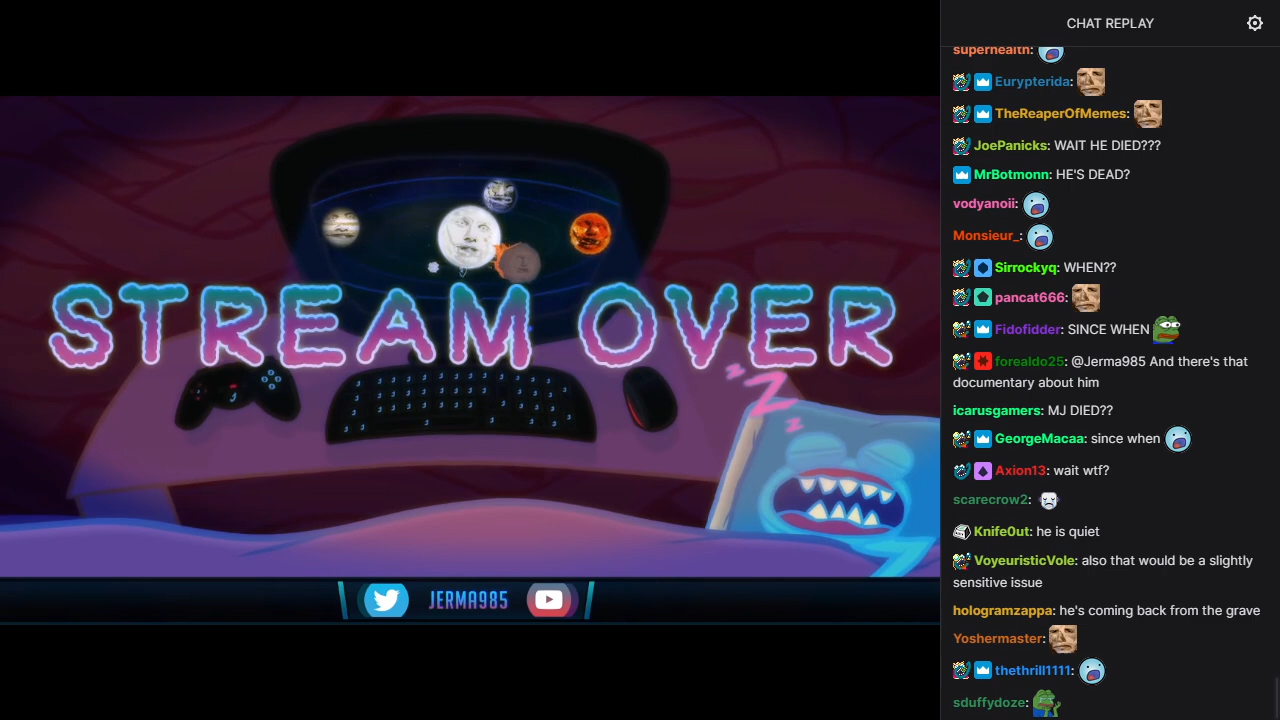 CHAT REPLAY
superhealth:
Eurypterida:
TheReaperOfMemes:
JoePanicks: WAIT HE DIED???
MrBotmonn: HE'S DEAD?
vodyanoii:
Monsieur_:
Sirrockyq: WHEN??
pancat666:
Fidofidder: SINCE WHEN
forealdo25: @Jerma985 And there's that
documentary about him
icarusgamers: MJ DIED??
GeorgeMacaa: since when
Axion13: wait wtf?
scarecrow2:
Knife0ut: he is quiet
VoyeuristicVole: also that would be a slightly
sensitive issue
hologramzappa: he's coming back from the grave
Yoshermaster:
thethrill1111:
sduffydoze:
STREAM OVER
z
Z
z
JERMA985